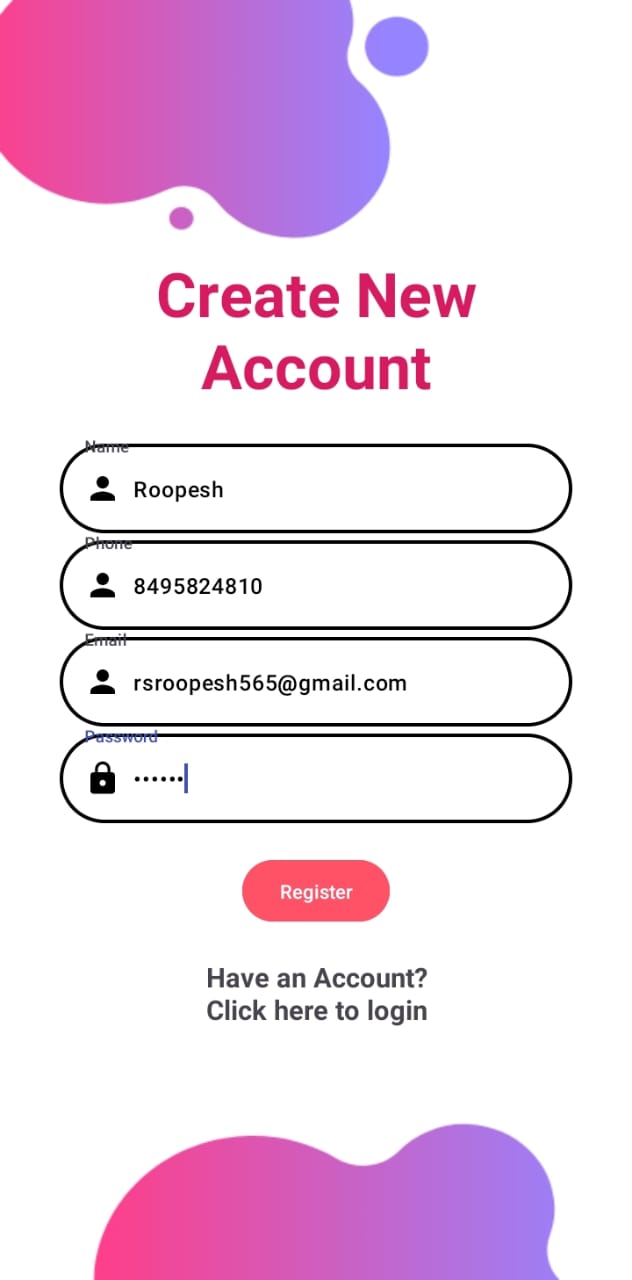 Create New
Account
Name
Roopesh
Phone
8495824810
Email
rsroopesh565@gmail.com
Password
••••••
Register
Have an Account?
Click here to login